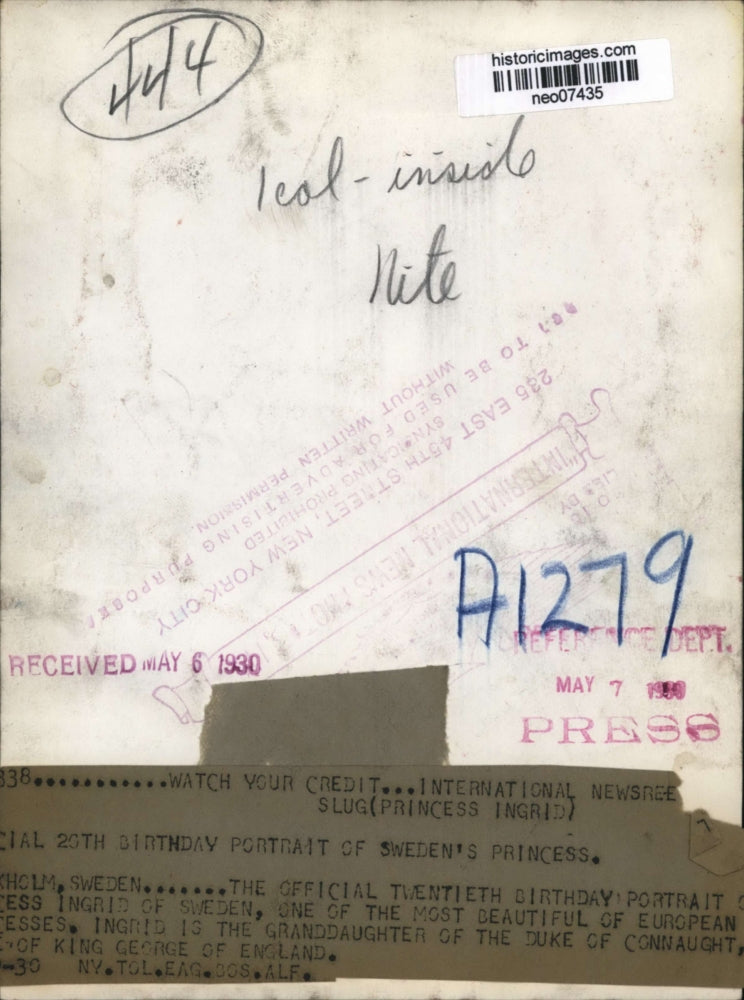 444
historicimages.com
neo07435
1col - inside
Nite
NOT TO BE USED FOR ADVERTISING PURPOSES
WITHOUT WRITTEN PERMISSION.
SYNDICATING PROHIBITED
235 EAST 45TH STREET, NEW YORK CITY
"INTERNATIONAL NEWS
A1279
REFERENCE DEPT.
RECEIVED MAY 6 1930
MAY 7 1930
PRESS
338............WATCH YOUR CREDIT...INTERNATIONAL NEWSREE
SLUG(PRINCESS INGRID)
CIAL 20TH BIRTHDAY PORTRAIT OF SWEDEN'S PRINCESS.
KHOLM, SWEDEN.......THE OFFICIAL TWENTIETH BIRTHDAY PORTRAIT O
CESS INGRID OF SWEDEN, ONE OF THE MOST BEAUTIFUL OF EUROPEAN
CESSES. INGRID IS THE GRANDDAUGHTER OF THE DUKE OF CONNAUGHT,
OF KING GEORGE OF ENGLAND.
-30 NY.TOL.EAG.BOS.ALF.